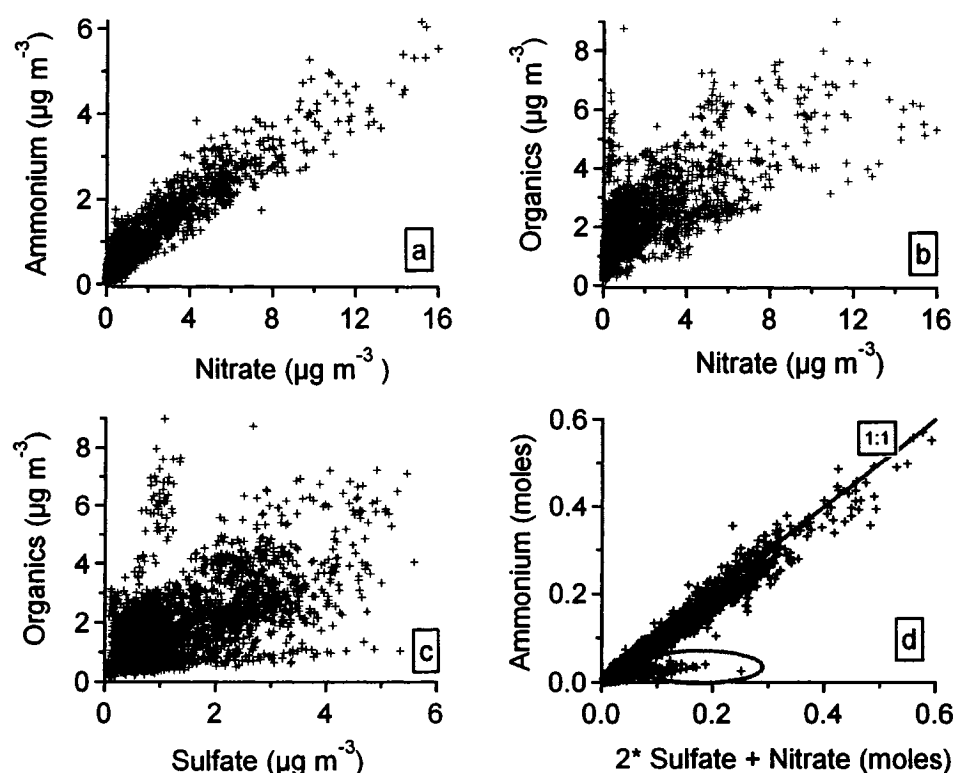 6
4
2
0
Ammonium (µg m⁻³)
a
0 4 8 12 16
Nitrate (µg m⁻³ )
8
6
4
2
0
Organics (µg m⁻³)
b
0 4 8 12 16
Nitrate (µg m⁻³)
8
6
4
2
0
Organics (µg m⁻³)
c
0 2 4 6
Sulfate (µg m⁻³)
0.6
0.4
0.2
0.0
Ammonium (moles)
1:1
d
0.0 0.2 0.4 0.6
2* Sulfate + Nitrate (moles)